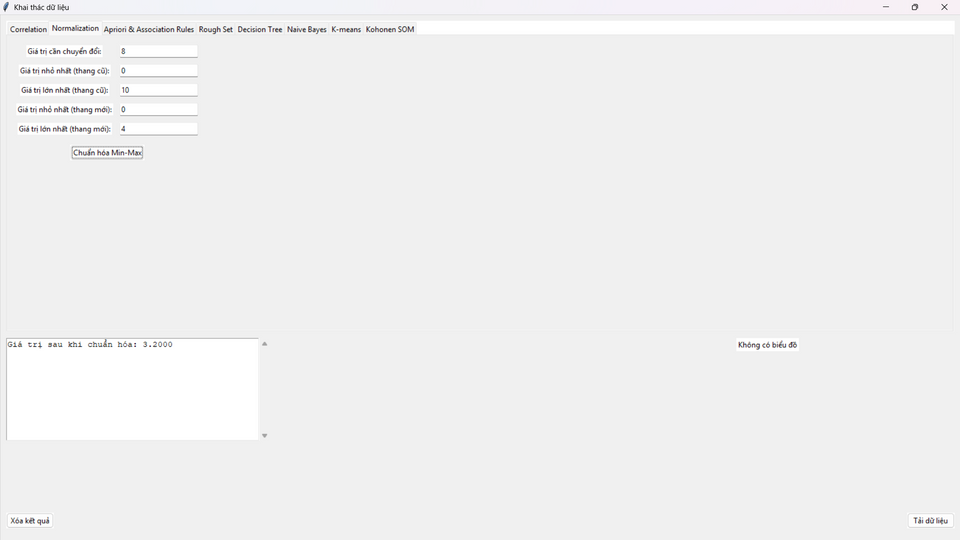 Khai thác dữ liệu
Correlation Normalization Apriori & Association Rules Rough Set Decision Tree Naive Bayes K-means Kohonen SOM
Giá trị cần chuyển đổi: 8
Giá trị nhỏ nhất (thang cũ): 0
Giá trị lớn nhất (thang cũ): 10
Giá trị nhỏ nhất (thang mới): 0
Giá trị lớn nhất (thang mới): 4
Chuẩn hóa Min-Max
Giá trị sau khi chuẩn hóa: 3.2000
Không có biểu đồ
Xóa kết quả
Tải dữ liệu